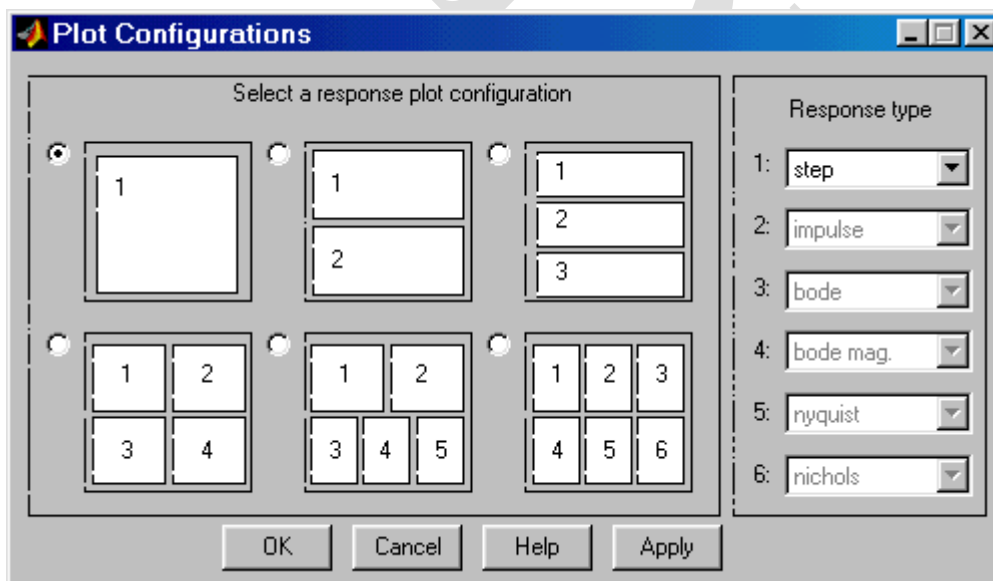 Plot Configurations
Select a response plot configuration
1
1
2
1
2
3
1 2
3 4
1 2
3 4 5
1 2 3
4 5 6
Response type
1: step
2: impulse
3: bode
4: bode mag.
5: nyquist
6: nichols
OK Cancel Help Apply